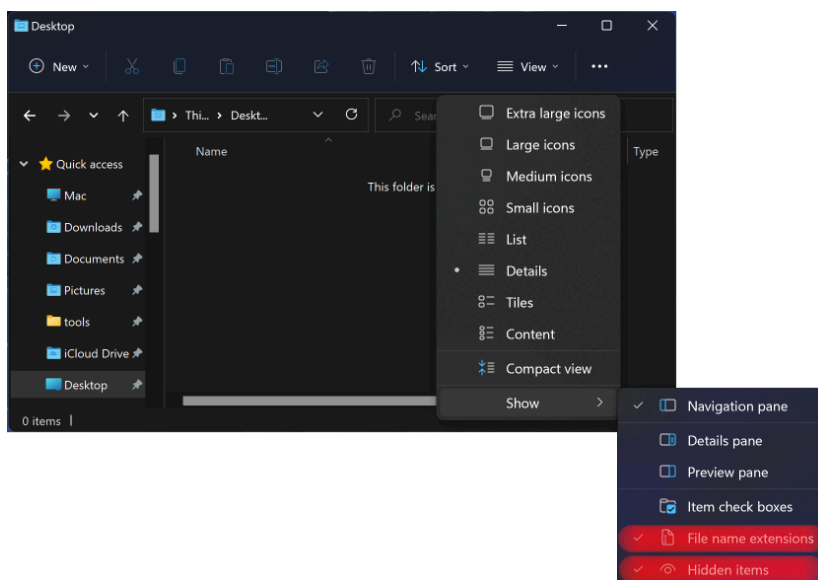 Desktop
New
Sort
View
Thi...
Deskt...
Sear
Quick access
Mac
Downloads
Documents
Pictures
tools
iCloud Drive
Desktop
Name
Type
This folder is
0 items
Extra large icons
Large icons
Medium icons
Small icons
List
Details
Tiles
Content
Compact view
Show
Navigation pane
Details pane
Preview pane
Item check boxes
File name extensions
Hidden items